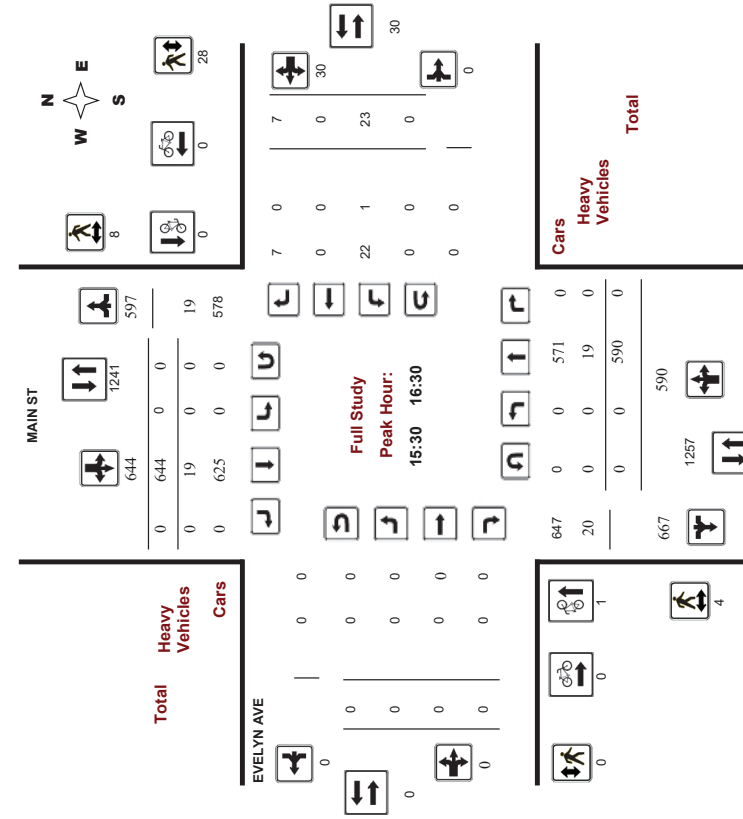 N
W E
S
8
28
0
0
MAIN ST
1241
644
597
0 644 0 0
0 19 0 0 19
0 625 0 0 578
Total
Heavy
Vehicles
Cars
30
30
0
7 0 7
0 0 0
22 1 23
0 0 0
0 0
Full Study
Peak Hour:
15:30 16:30
EVELYN AVE
0
0
0
0 0
0 0 0
0 0 0
0 0 0
0 0 0
Cars
Heavy
Vehicles
Total
647 0 0 571 0
20 0 0 19 0
0 0 590 0
667
590
1257
0
0
1
4